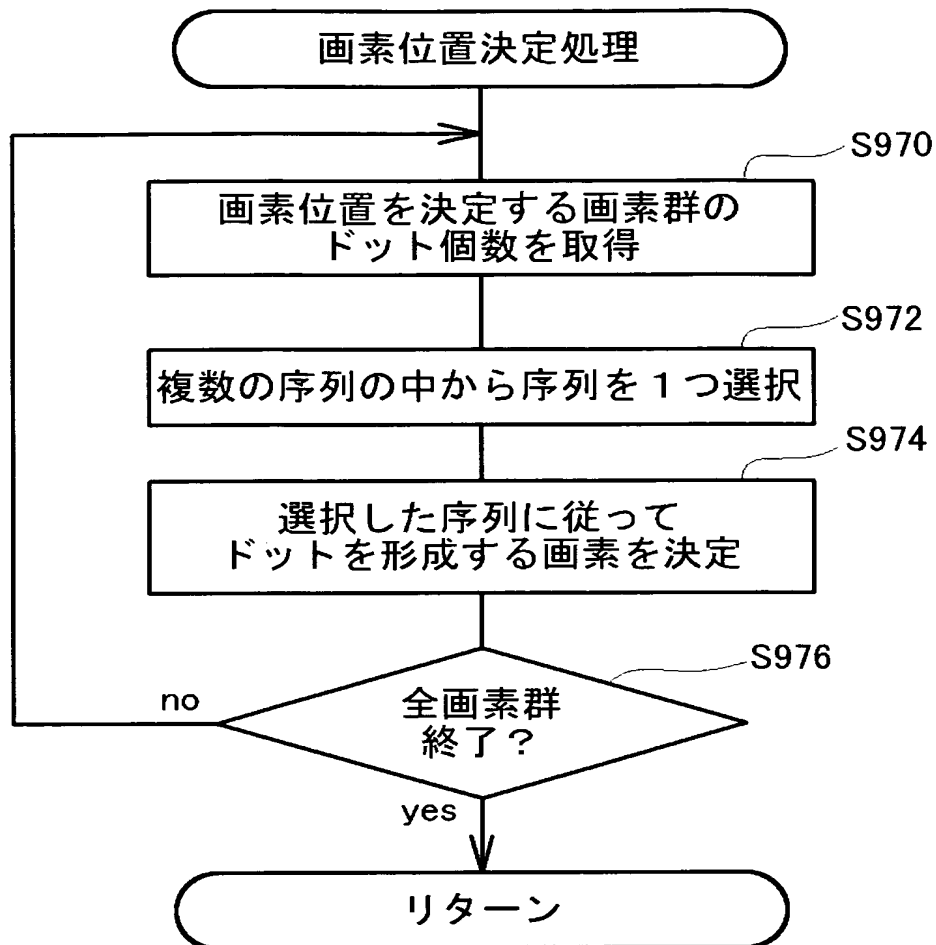 画素位置決定処理
S970
画素位置を決定する画素群の
ドット個数を取得
S972
複数の序列の中から序列を１つ選択
S974
選択した序列に従って
ドットを形成する画素を決定
S976
no
全画素群
終了？
yes
リターン